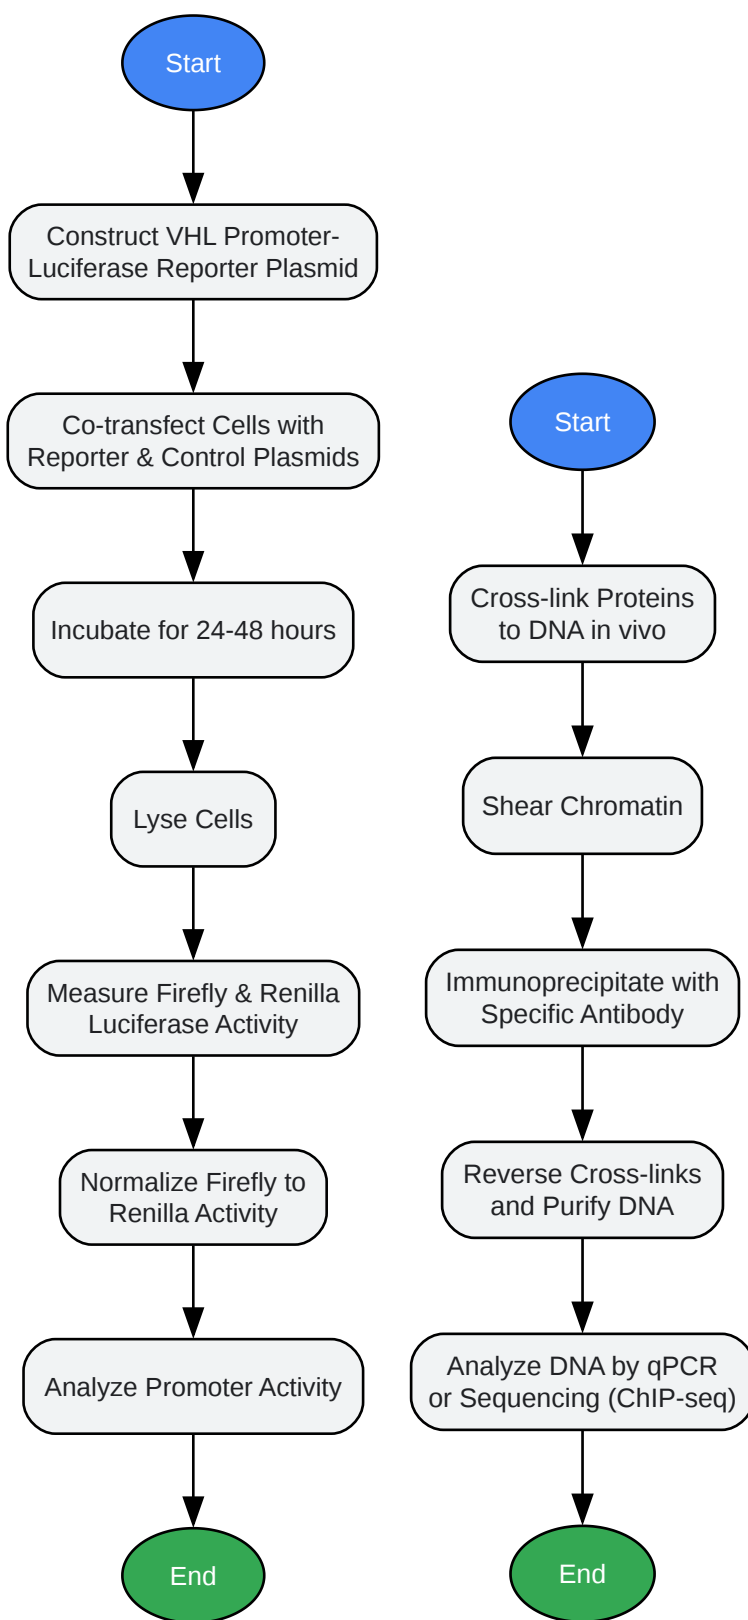 Start
Construct VHL Promoter-
Luciferase Reporter Plasmid
Co-transfect Cells with
Reporter & Control Plasmids
Incubate for 24-48 hours
Lyse Cells
Measure Firefly & Renilla
Luciferase Activity
Normalize Firefly to
Renilla Activity
Analyze Promoter Activity
End
Start
Cross-link Proteins
to DNA in vivo
Shear Chromatin
Immunoprecipitate with
Specific Antibody
Reverse Cross-links
and Purify DNA
Analyze DNA by qPCR
or Sequencing (ChIP-seq)
End